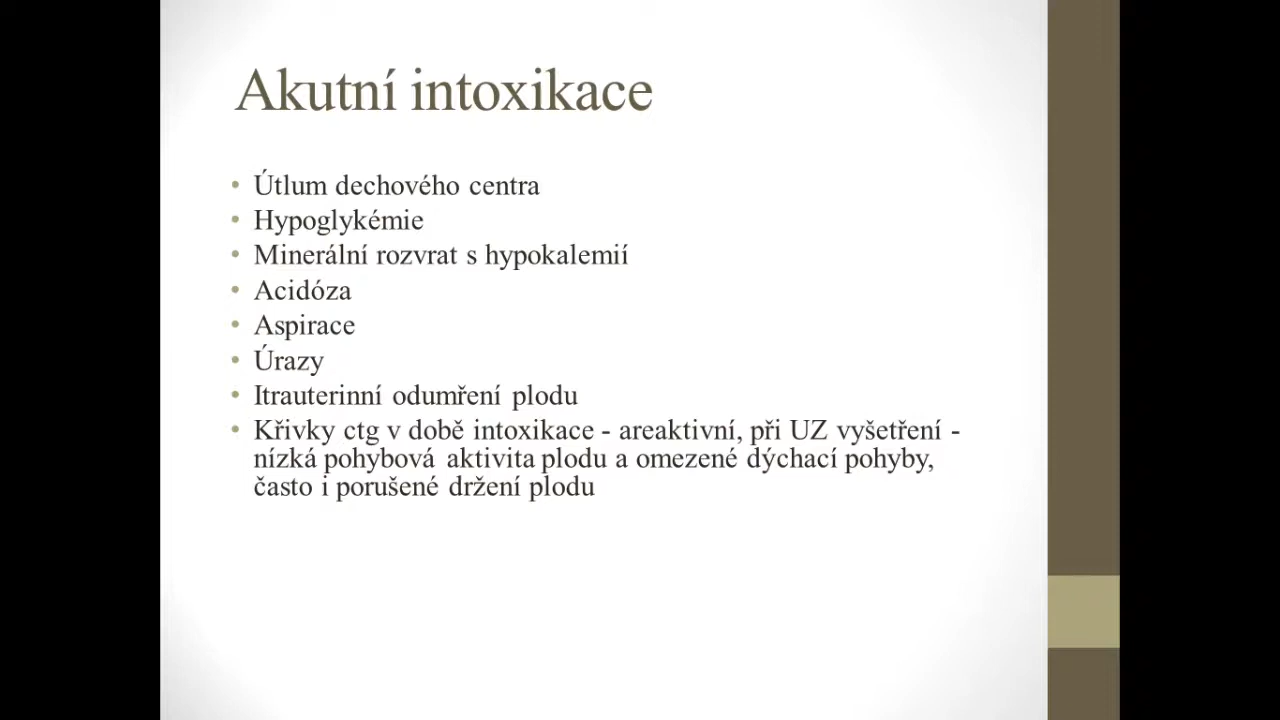 Akutní intoxikace
• Útlum dechového centra
• Hypoglykémie
• Minerální rozvrat s hypokalemií
• Acidóza
• Aspirace
• Úrazy
• Itrauterinní odumření plodu
• Křivky ctg v době intoxikace - areaktivní, při UZ vyšetření -
nízká pohybová aktivita plodu a omezené dýchací pohyby,
často i porušené držení plodu